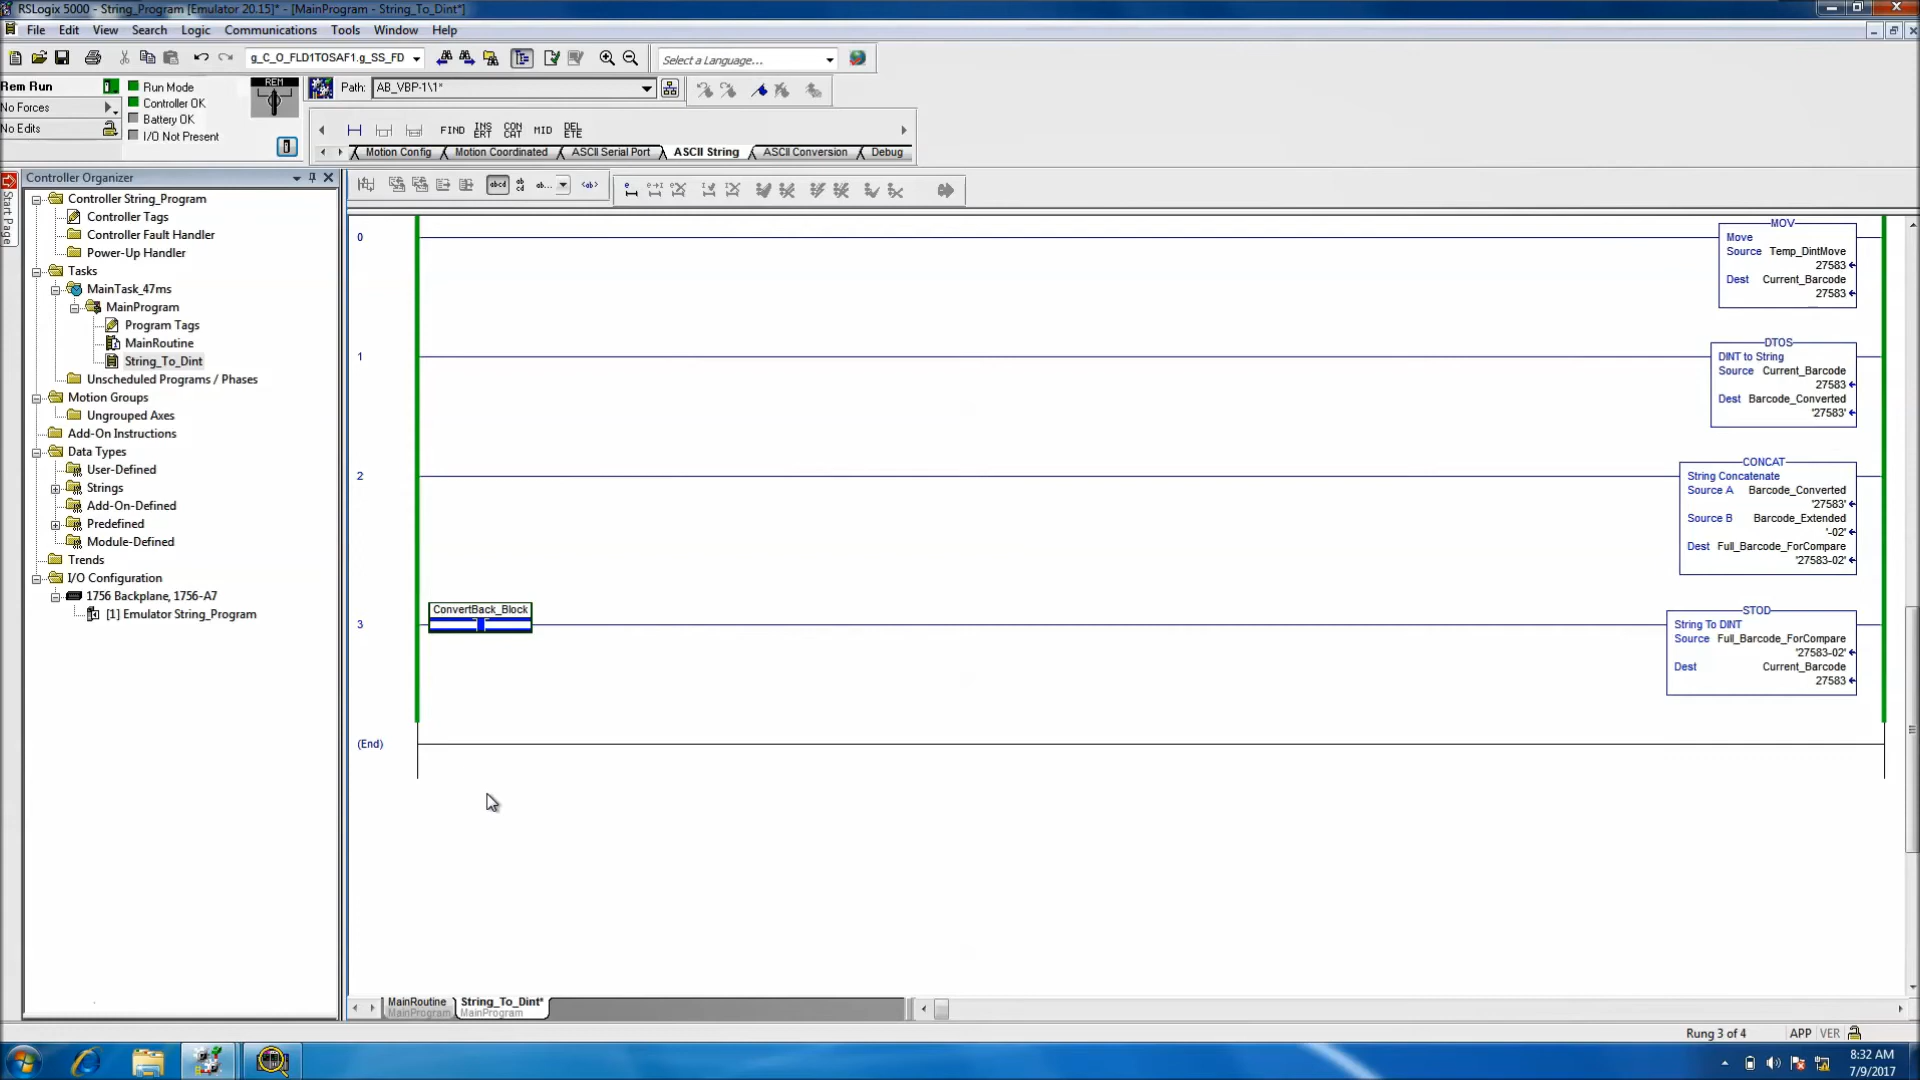 RSLogix 5000 - String_Program [Emulator 20.15]* - [MainProgram - String_To_Dint*]
File Edit View Search Logic Communications Tools Window Help
g_C_O_FLD1TOSAF1.g_SS_FD
Select a Language...
Rem Run
Run Mode
No Forces
Controller OK
No Edits
Battery OK
I/O Not Present
REM
Path: AB_VBP-1\1*
FIND INS ERT CON CAT MID DEL ETE
Motion Config Motion Coordinated ASCII Serial Port ASCII String ASCII Conversion Debug
Start Page
Controller Organizer
Controller String_Program
Controller Tags
Controller Fault Handler
Power-Up Handler
Tasks
MainTask_47ms
MainProgram
Program Tags
MainRoutine
String_To_Dint
Unscheduled Programs / Phases
Motion Groups
Ungrouped Axes
Add-On Instructions
Data Types
User-Defined
Strings
Add-On-Defined
Predefined
Module-Defined
Trends
I/O Configuration
1756 Backplane, 1756-A7
[1] Emulator String_Program
0
MOV
Move
Source Temp_DintMove
27583
Dest Current_Barcode
27583
1
DTOS
DINT to String
Source Current_Barcode
27583
Dest Barcode_Converted
'27583'
2
CONCAT
String Concatenate
Source A Barcode_Converted
'27583'
Source B Barcode_Extended
'-02'
Dest Full_Barcode_ForCompare
'27583-02'
3
ConvertBack_Block
STOD
String To DINT
Source Full_Barcode_ForCompare
'27583-02'
Dest Current_Barcode
27583
(End)
MainRoutine
MainProgram
String_To_Dint*
MainProgram
Rung 3 of 4 APP VER
8:32 AM
7/9/2017